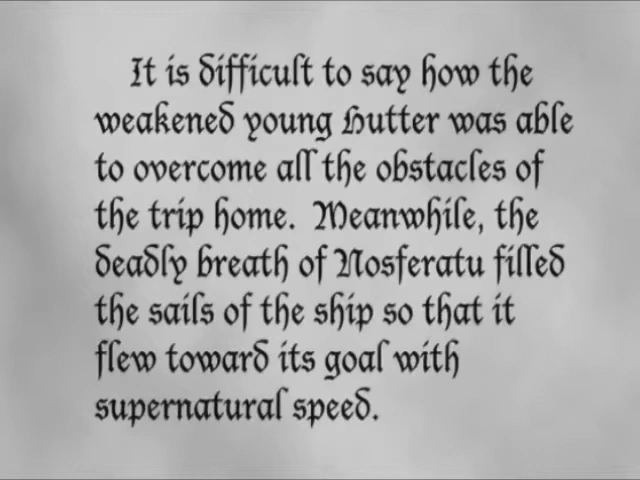 It is difficult to say how the
weakened young Hutter was able
to overcome all the obstacles of
the trip home. Meanwhile, the
deadly breath of Nosferatu filled
the sails of the ship so that it
flew toward its goal with
supernatural speed.